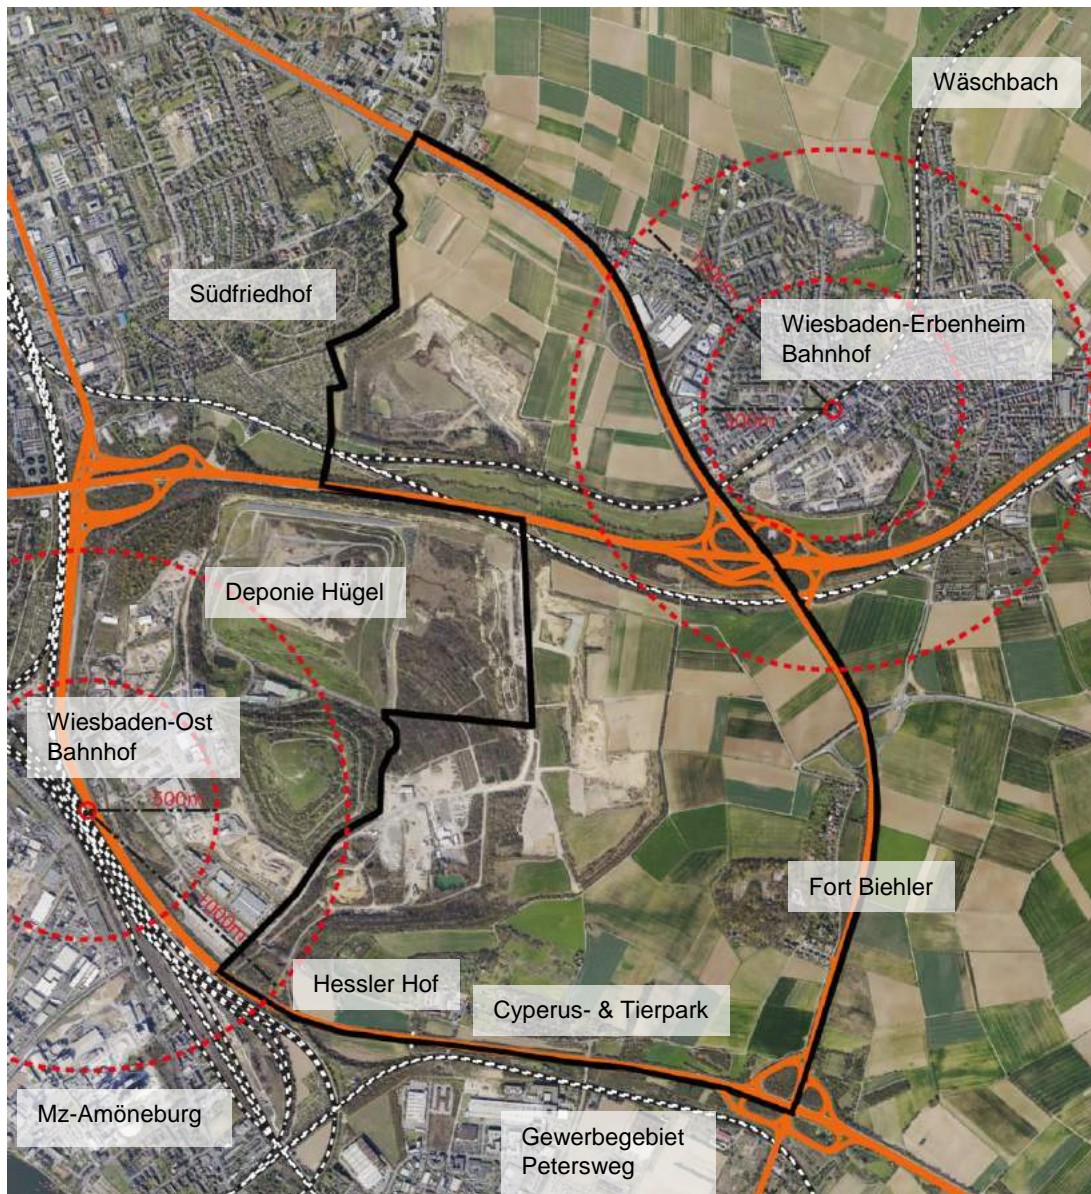 Wäschbach
1000m
Südfriedhof
Wiesbaden-Erbenheim
Bahnhof
500m
Deponie Hügel
Wiesbaden-Ost
Bahnhof
500m
Fort Biehler
1000m
Hessler Hof
Cyperus- & Tierpark
Mz-Amöneburg
Gewerbegebiet
Petersweg